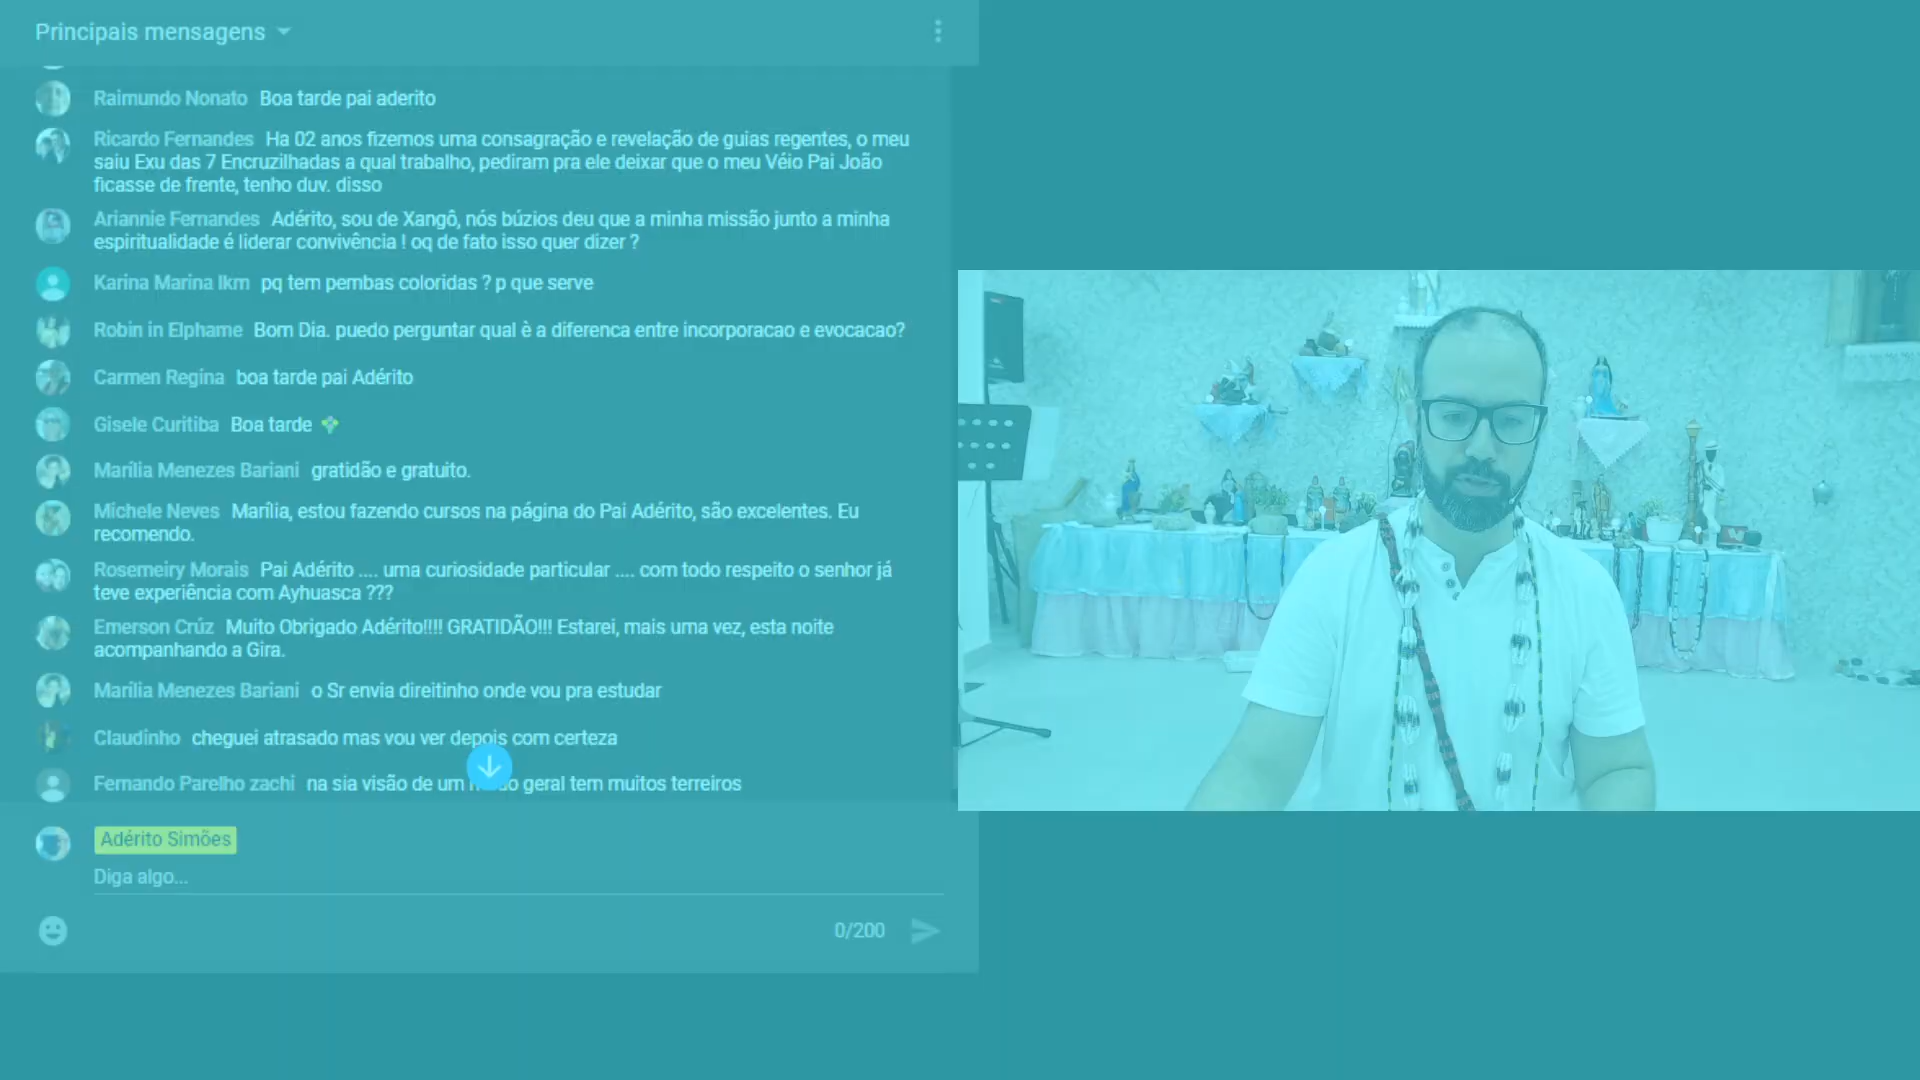 Principais mensagens
Raimundo Nonato Boa tarde pai aderito
Ricardo Fernandes Ha 02 anos fizemos uma consagração e revelação de guias regentes, o meu
saiu Exu das 7 Encruzilhadas a qual trabalho, pediram pra ele deixar que o meu Véio Pai João
ficasse de frente, tenho duv. disso
Ariannie Fernandes Adérito, sou de Xangô, nós búzios deu que a minha missão junto a minha
espiritualidade é liderar convivência ! oq de fato isso quer dizer ?
Karina Marina Ikm pq tem pembas coloridas ? p que serve
Robin in Elphame Bom Dia. puedo perguntar qual è a diferenca entre incorporacao e evocacao?
Carmen Regina boa tarde pai Adérito
Gisele Curitiba Boa tarde
Marília Menezes Bariani gratidão e gratuito.
Michele Neves Marília, estou fazendo cursos na página do Pai Adérito, são excelentes. Eu
recomendo.
Rosemeiry Morais Pai Adérito .... uma curiosidade particular .... com todo respeito o senhor já
teve experiência com Ayhuasca ???
Emerson Crúz Muito Obrigado Adérito!!!! GRATIDÃO!!! Estarei, mais uma vez, esta noite
acompanhando a Gira.
Marília Menezes Bariani o Sr envia direitinho onde vou pra estudar
Claudinho cheguei atrasado mas vou ver depois com certeza
Fernando Parelho zachi na sia visão de um geral tem muitos terreiros
Adérito Simões
Diga algo...
0/200